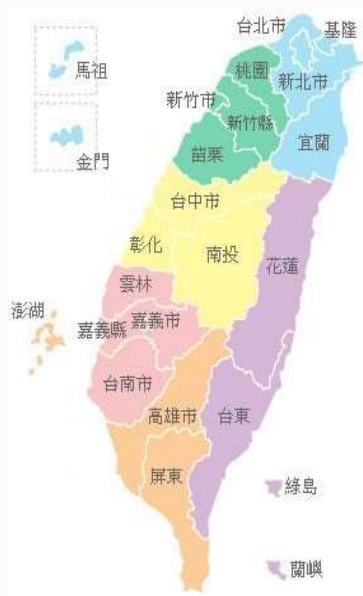 台北市
基隆
馬祖
桃園
新北市
新竹市
新竹縣
宜蘭
苗栗
金門
台中市
彰化
南投
花蓮
雲林
澎湖
嘉義市
嘉義縣
台南市
高雄市
台東
屏東
綠島
蘭嶼